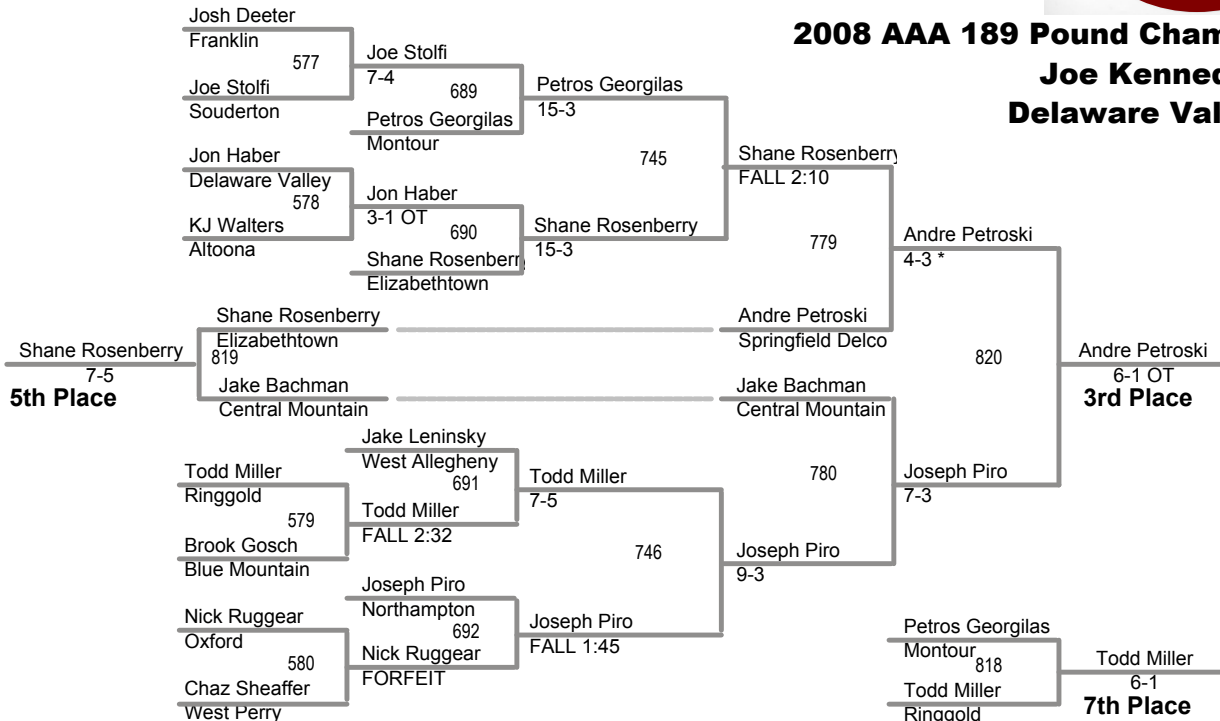 2008 AAA 189 Pound Cham
Joe Kenned
Delaware Val
Josh Deeter
Franklin
577
Joe Stolfi
Souderton
Joe Stolfi
7-4
689
Petros Georgilas
Montour
Petros Georgilas
15-3
Jon Haber
Delaware Valley
578
KJ Walters
Altoona
Jon Haber
3-1 OT
690
Shane Rosenberr
Elizabethtown
Shane Rosenberry
15-3
745
Shane Rosenberry
FALL 2:10
779
Andre Petroski
Springfield Delco
Andre Petroski
4-3 *
820
Andre Petroski
6-1 OT
3rd Place
Shane Rosenberry
Elizabethtown
819
Jake Bachman
Central Mountain
Shane Rosenberry
7-5
5th Place
Jake Bachman
Central Mountain
780
Joseph Piro
7-3
Jake Leninsky
West Allegheny
691
Todd Miller
7-5
Todd Miller
Ringgold
579
Brook Gosch
Blue Mountain
Todd Miller
FALL 2:32
746
Joseph Piro
9-3
Joseph Piro
Northampton
692
Joseph Piro
FALL 1:45
Nick Ruggear
Oxford
580
Chaz Sheaffer
West Perry
Nick Ruggear
FORFEIT
Petros Georgilas
Montour
818
Todd Miller
Ringgold
Todd Miller
6-1
7th Place